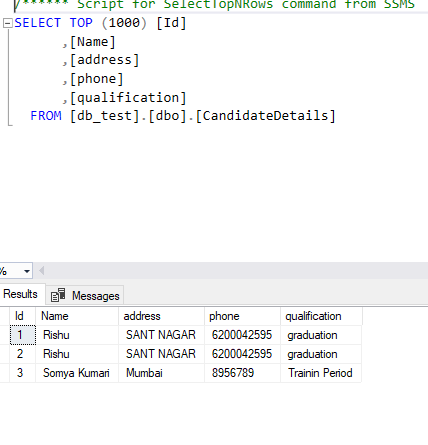 /****** Script for SelectTopNRows command from SSMS
SELECT TOP (1000) [Id]
,[Name]
,[address]
,[phone]
,[qualification]
FROM [db_test].[dbo].[CandidateDetails]
%
Results Messages
Id Name address phone qualification
1 Rishu SANT NAGAR 6200042595 graduation
2 Rishu SANT NAGAR 6200042595 graduation
3 Somya Kumari Mumbai 8956789 Trainin Period